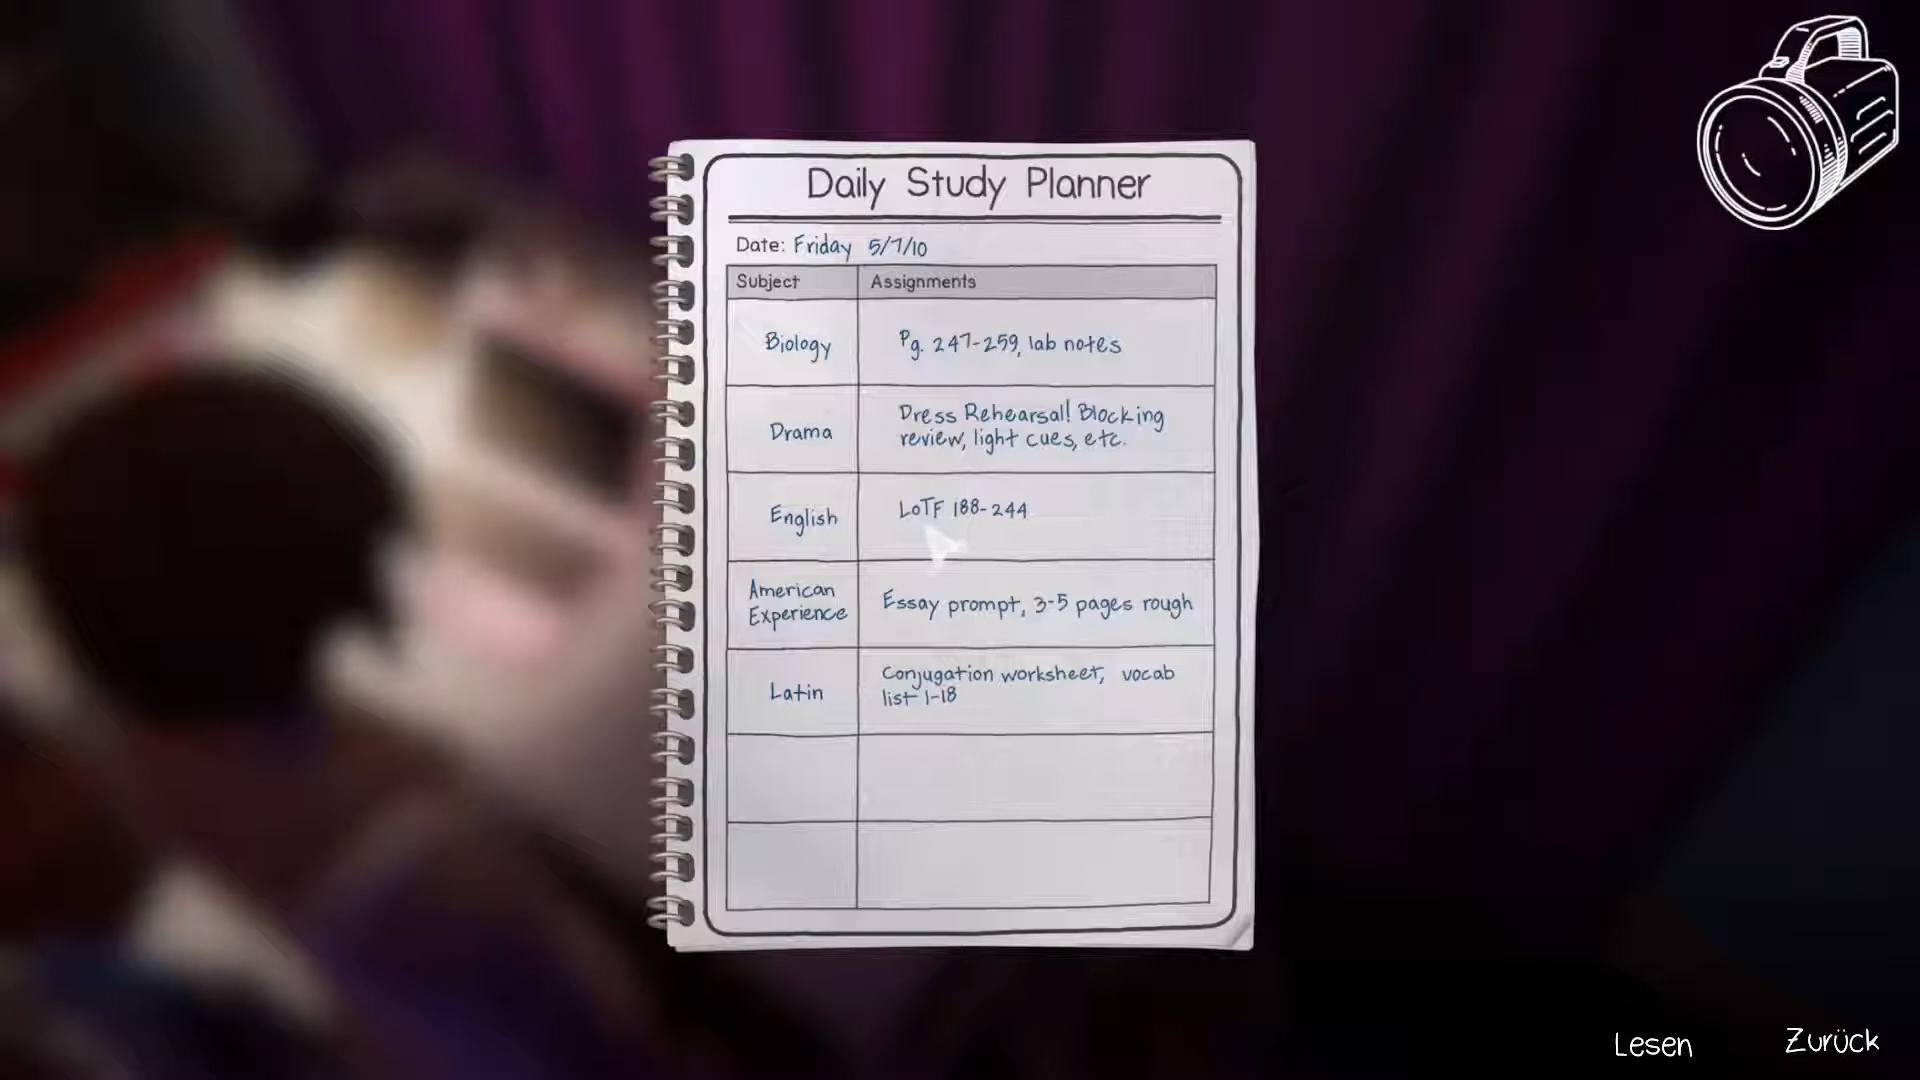 Daily Study Planner
Date: Friday 5/7/10
Subject Assignments
Biology Pg. 247-259, lab notes
Drama Dress Rehearsal! Blocking
review, light cues, etc.
English LoTF 188-244
American
Experience Essay prompt, 3-5 pages rough
Latin Conjugation worksheet, vocab
list 1-18
Lesen Zurück